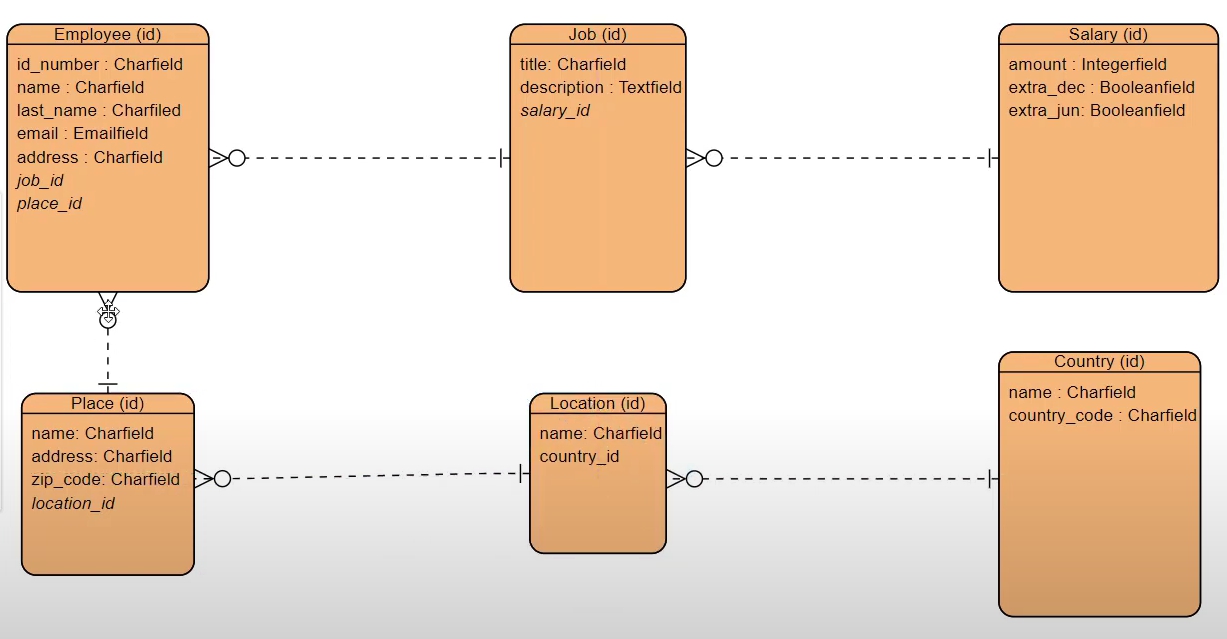 Employee (id)
id_number : Charfield
name : Charfield
last_name : Charfiled
email : Emailfield
address : Charfield
job_id
place_id
Job (id)
title: Charfield
description : Textfield
salary_id
Salary (id)
amount : Integerfield
extra_dec : Booleanfield
extra_jun: Booleanfield
Place (id)
name: Charfield
address: Charfield
zip_code: Charfield
location_id
Location (id)
name: Charfield
country_id
Country (id)
name : Charfield
country_code : Charfield